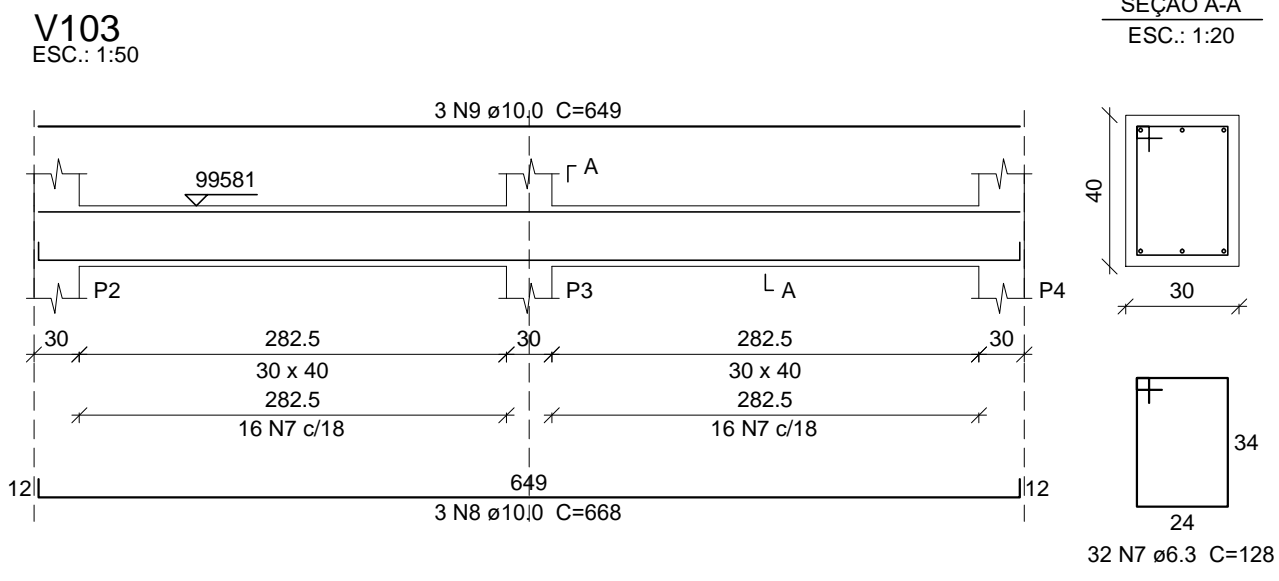 V103
ESC.: 1:50
SEÇÃO A-A
ESC.: 1:20
3 N9 ø10.0 C=649
A
99581
40
P2
P3
A
P4
30
30
282.5
30
282.5
30
30 x 40
30 x 40
282.5
282.5
16 N7 c/18
16 N7 c/18
34
12
649
12
3 N8 ø10.0 C=668
24
32 N7 ø6.3 C=128